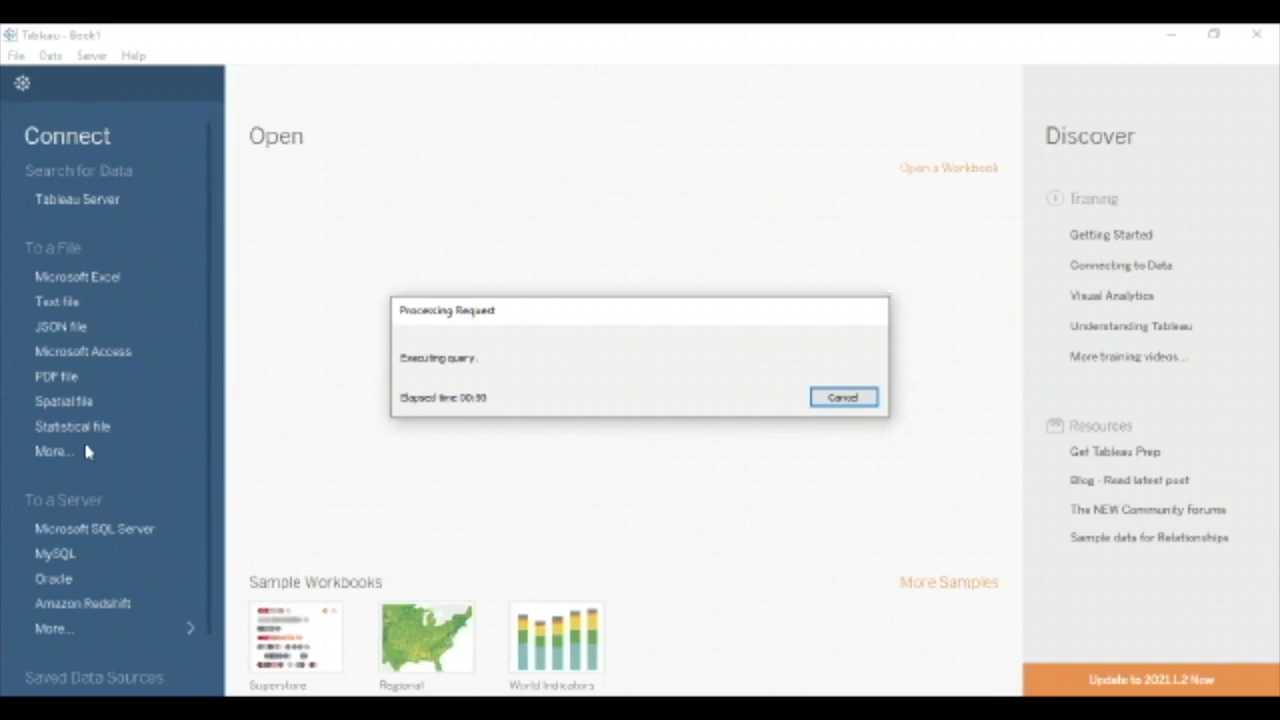 Tableau - Book1
File Data Server Help
Connect
Search for Data
Tableau Server
To a File
Microsoft Excel
Text file
JSON file
Microsoft Access
PDF file
Spatial file
Statistical file
More...
To a Server
Microsoft SQL Server
MySQL
Oracle
Amazon Redshift
More...
Saved Data Sources
Open
Open a Workbook
Processing Request
Executing query.
Elapsed time
Cancel
Sample Workbooks
More Samples
Superstore
Regional
World Indicators
Discover
Training
Getting Started
Connecting to Data
Visual Analytics
Understanding Tableau
More training videos...
Resources
Get Tableau Prep
Blog - Read latest post
The NEW Community Forums
Sample data for Relationships
Update to 2021.1.2 Now